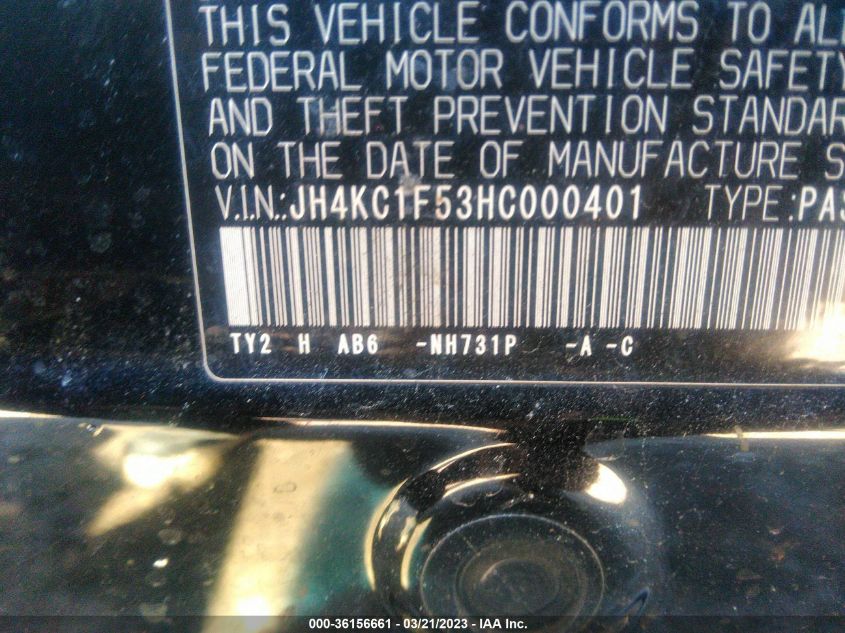 THIS VEHICLE CONFORMS TO AL
FEDERAL MOTOR VEHICLE SAFETY
AND THEFT PREVENTION STANDAR
ON THE DATE OF MANUFACTURE S
V.I.N.:JH4KC1F53HC000401 TYPE:PAS
TY2 H AB6 -NH731P -A -C
000-36156661 - 03/21/2023 - IAA Inc.